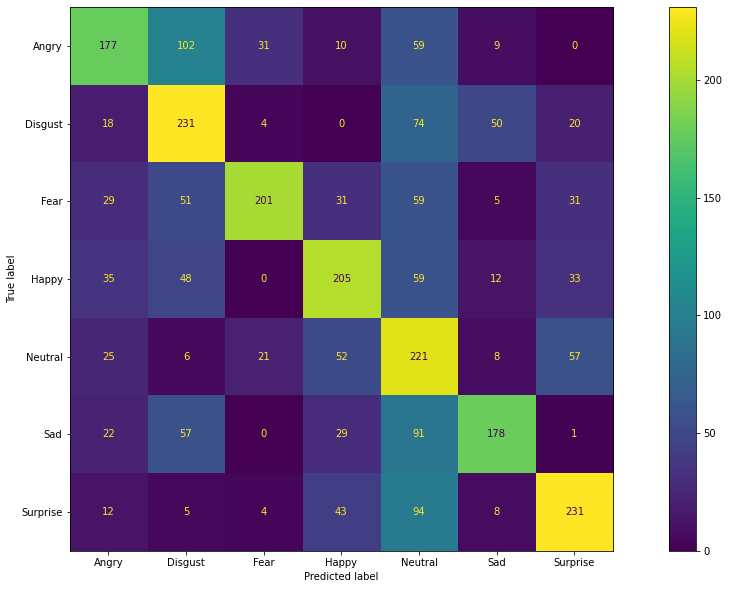 Angry 177 102 31 10 59 9 0
Disgust 18 231 4 0 74 50 20
Fear 29 51 201 31 59 5 31
Happy 35 48 0 205 59 12 33
Neutral 25 6 21 52 221 8 57
Sad 22 57 0 29 91 178 1
Surprise 12 5 4 43 94 8 231
Angry Disgust Fear Happy Neutral Sad Surprise
Predicted label
True label
200
150
100
50
0